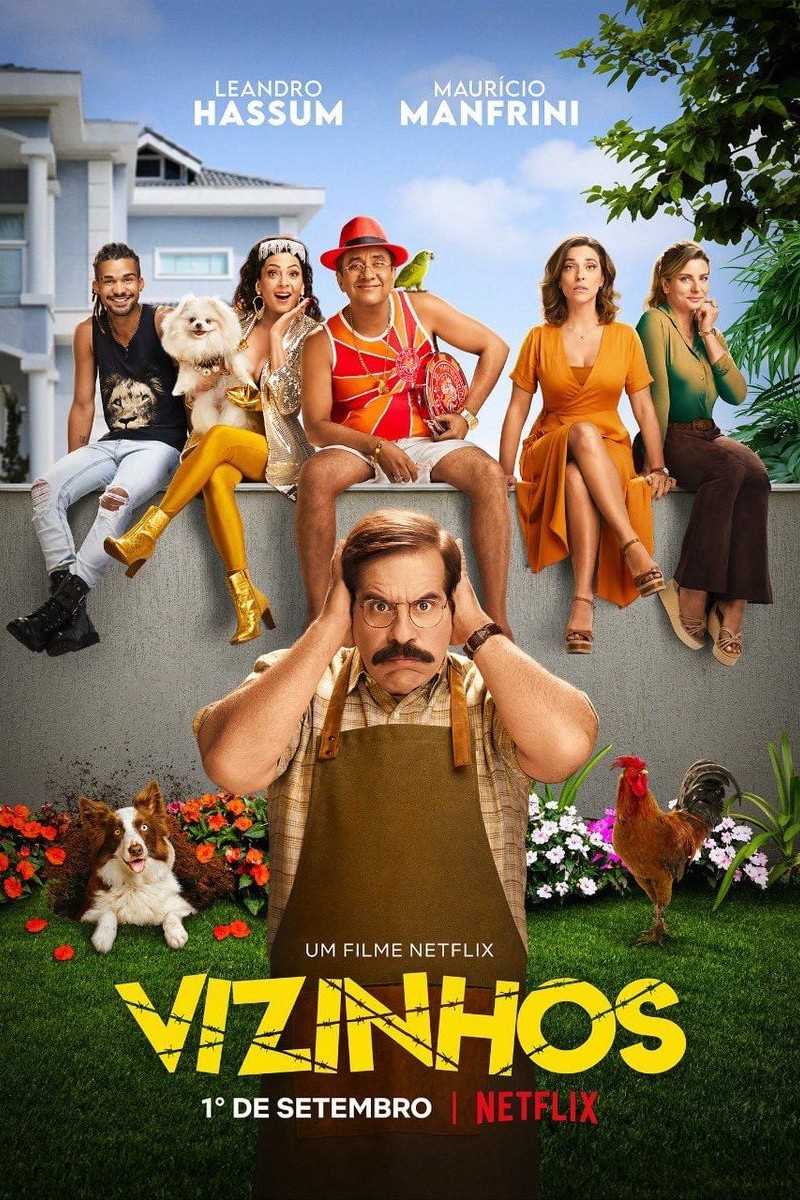 LEANDRO
HASSUM
MAURÍCIO
MANFRINI
UM FILME NETFLIX
VIZINHOS
1º DE SETEMBRO | NETFLIX